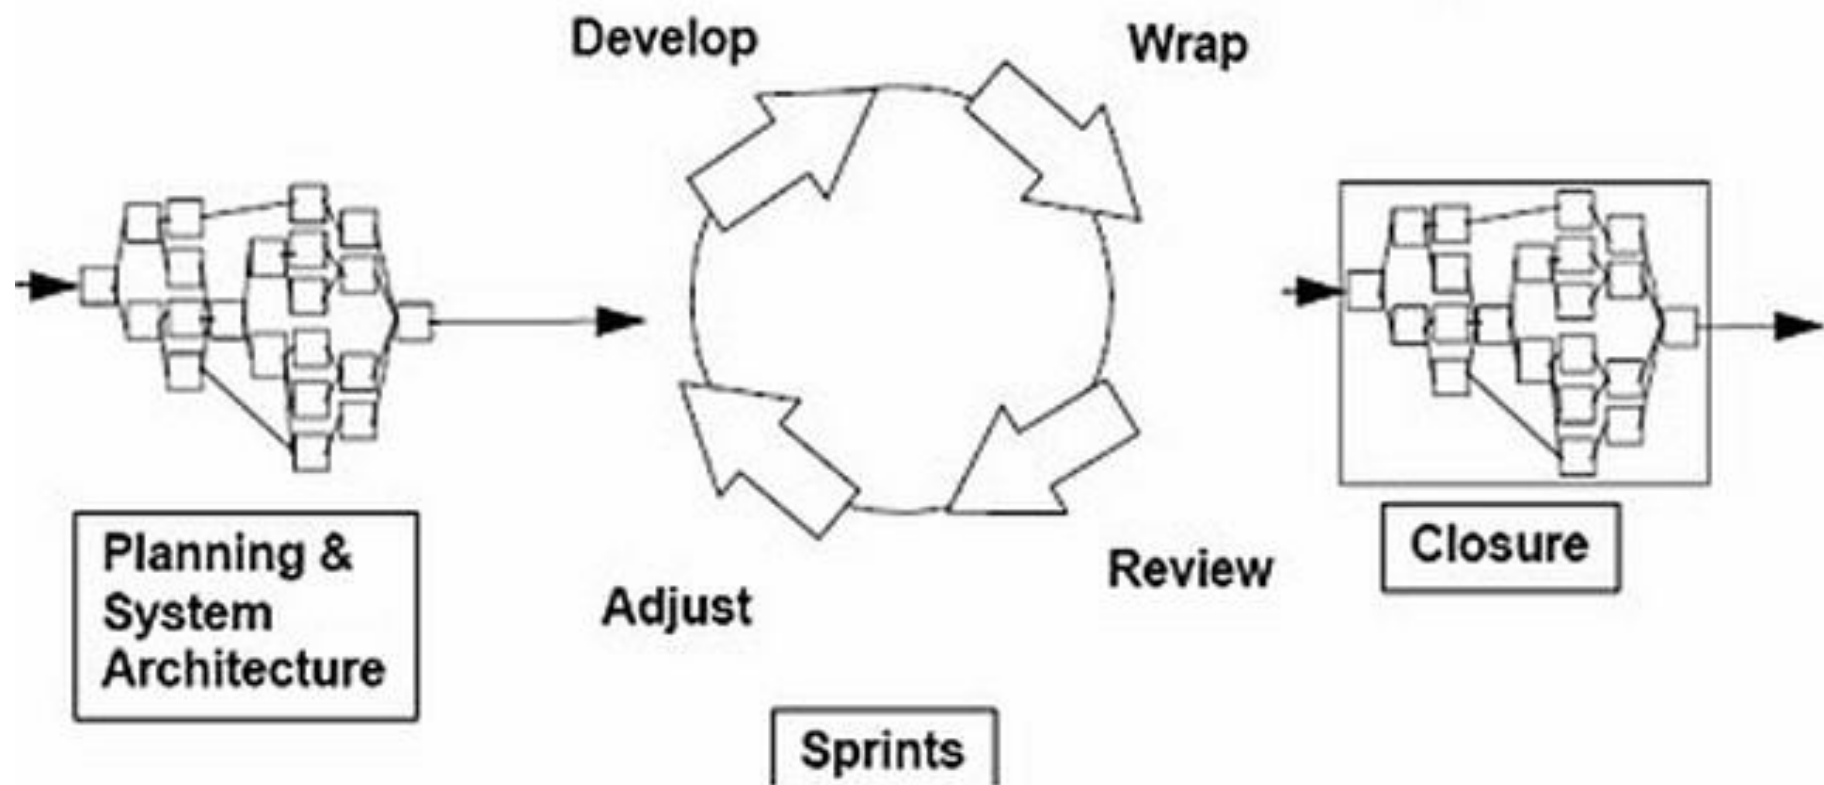 Develop
Wrap
Planning &
System
Architecture
Adjust
Review
Closure
Sprints